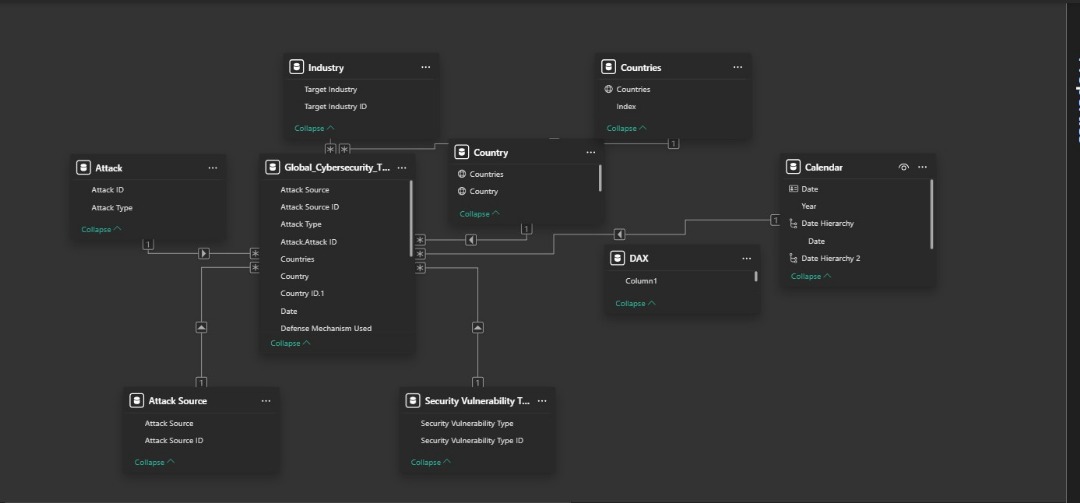 Industry
Target Industry
Target Industry ID
Collapse
Countries
Countries
Index
Collapse
1
Attack
Attack ID
Attack Type
Collapse
1
*
*
Global_Cybersecurity_T...
Attack Source
Attack Source ID
Attack Type
Attack.Attack ID
Countries
Country
Country ID.1
Date
Defense Mechanism Used
Collapse
*
*
*
*
*
Country
Countries
Country
Collapse
1
DAX
Column1
Collapse
Calendar
Date
Year
Date Hierarchy
Date
Date Hierarchy 2
Collapse
1
1
Attack Source
Attack Source
Attack Source ID
Collapse
1
Security Vulnerability T...
Security Vulnerability Type
Security Vulnerability Type ID
Collapse